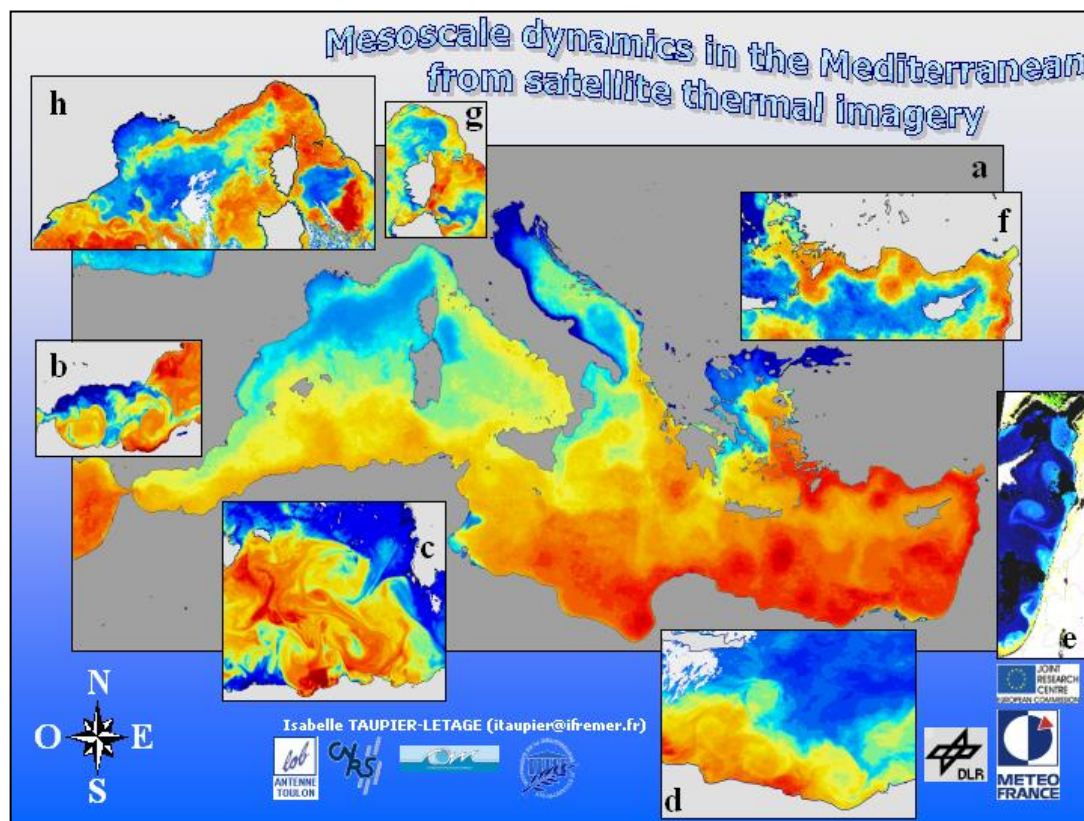 Mesoscale dynamics in the Mediterranean
from satellite thermal imagery
h
g
a
f
b
c
e
d
N
O E
S
Isabelle TAUPIER-LETAGE (itaupier@ifremer.fr)
lob
ANTENNE
TOULON
CNRS
JOINT
RESEARCH
CENTRE
EUROPEAN COMMISSION
DLR
METEO
FRANCE